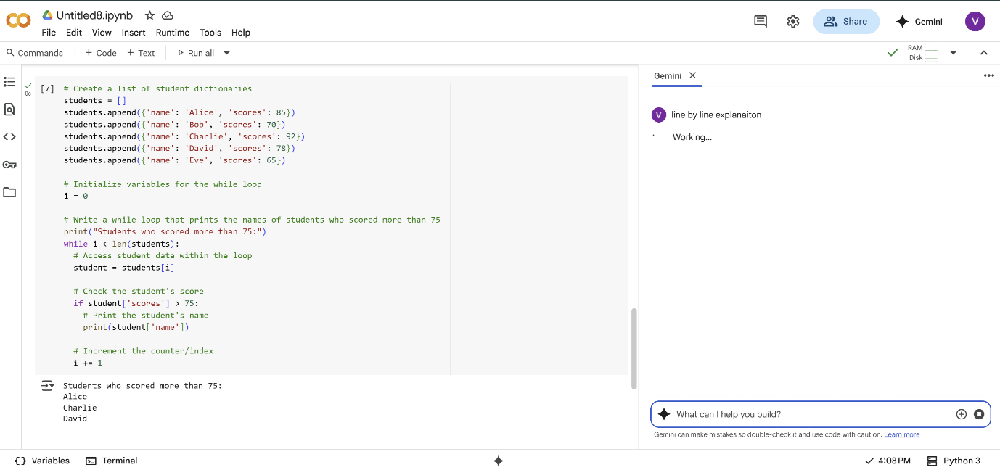 Untitled8.ipynb
File Edit View Insert Runtime Tools Help
Share
Gemini
V
Commands + Code + Text Run all
RAM
Disk
[7]
0s
# Create a list of student dictionaries
students = []
students.append({'name': 'Alice', 'scores': 85})
students.append({'name': 'Bob', 'scores': 70})
students.append({'name': 'Charlie', 'scores': 92})
students.append({'name': 'David', 'scores': 78})
students.append({'name': 'Eve', 'scores': 65})
# Initialize variables for the while loop
i = 0
# Write a while loop that prints the names of students who scored more than 75
print("Students who scored more than 75:")
while i < len(students):
  # Access student data within the loop
  student = students[i]
  # Check the student's score
  if student['scores'] > 75:
    # Print the student's name
    print(student['name'])
  # Increment the counter/index
  i += 1
Students who scored more than 75:
Alice
Charlie
David
Gemini
V line by line explanaiton
Working...
What can I help you build?
Gemini can make mistakes so double-check it and use code with caution. Learn more
{} Variables Terminal
4:08 PM Python 3